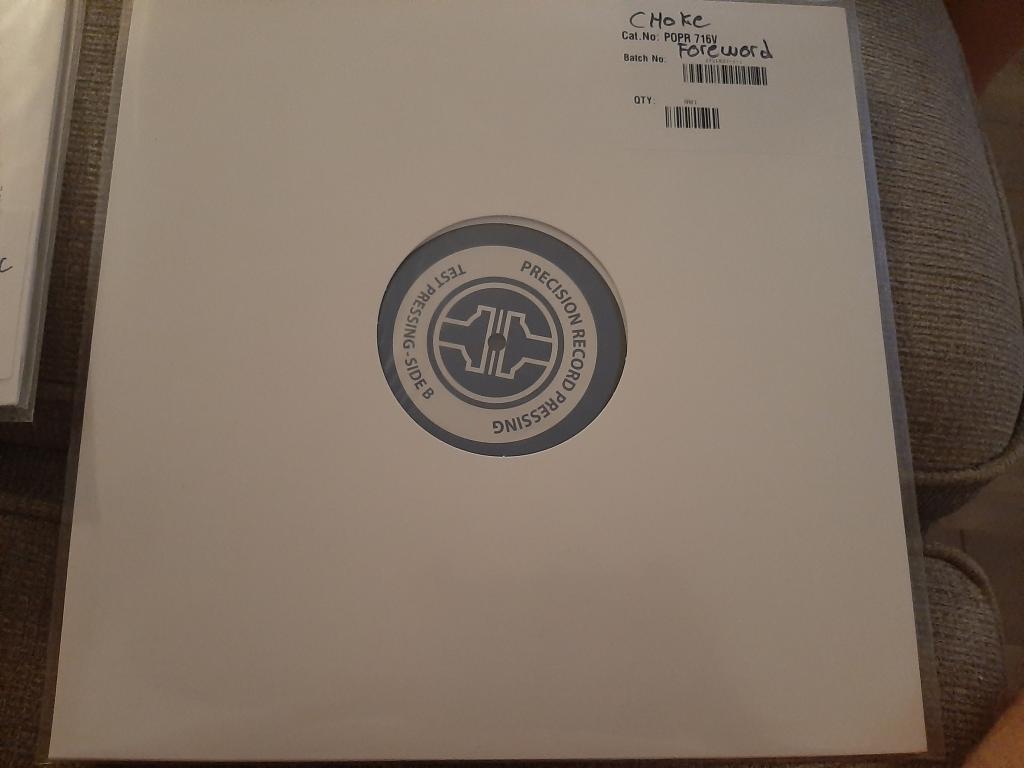 CHoKe
Cat.No: POPR 716V
Foreword
Batch No:
QTY:
PRECISION RECORD PRESSING
TEST PRESSING - SIDE B